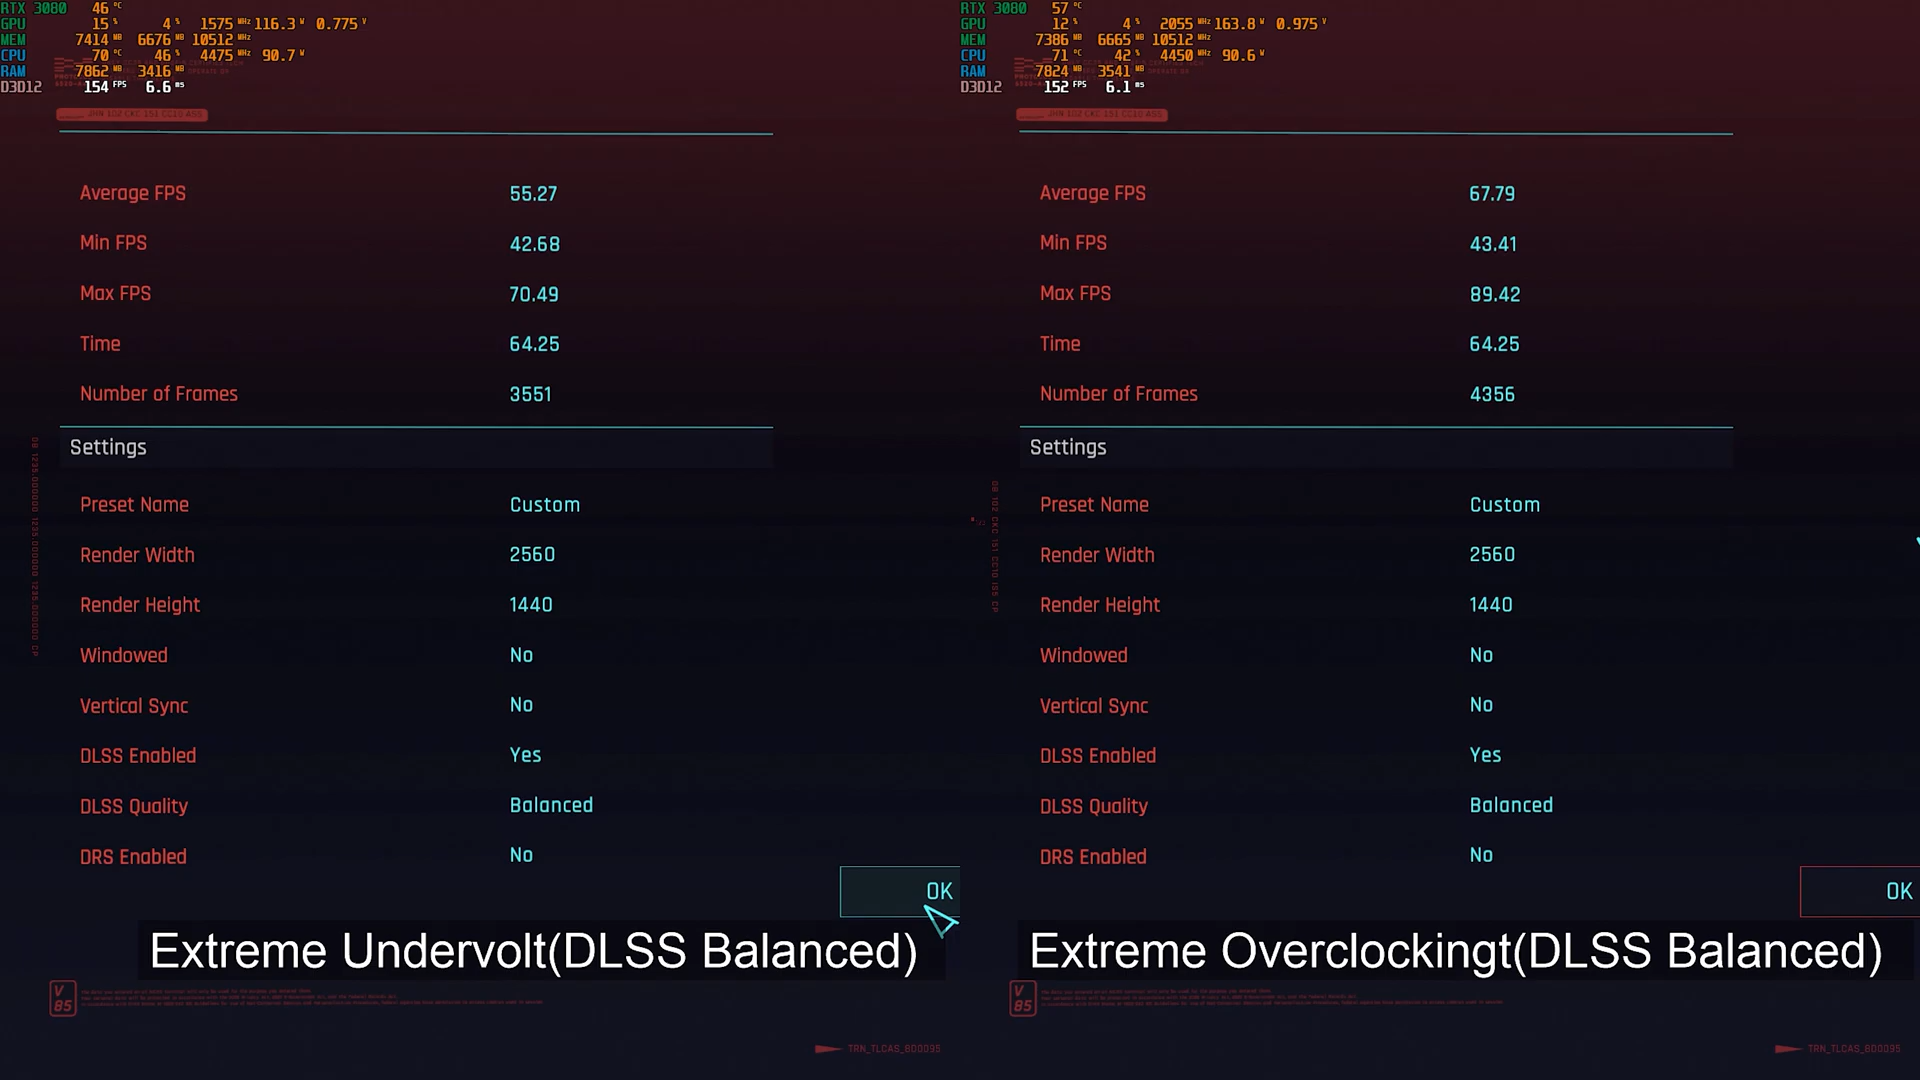 RTX 3080 46 °C
GPU 15 % 4 % 1575 MHz 116.3 W 0.775 V
MEM 7414 MB 6676 MB 10512 MHz
CPU 70 °C 46 % 4475 MHz 90.7 W
RAM 7862 MB 3416 MB
D3D12 154 FPS 6.6 ms
Average FPS 55.27
Min FPS 42.68
Max FPS 70.49
Time 64.25
Number of Frames 3551
Settings
Preset Name Custom
Render Width 2560
Render Height 1440
Windowed No
Vertical Sync No
DLSS Enabled Yes
DLSS Quality Balanced
DRS Enabled No
OK
Extreme Undervolt(DLSS Balanced)
V
85
TRN_TLCAS_800095
RTX 3080 57 °C
GPU 12 % 4 % 2055 MHz 163.8 W 0.975 V
MEM 7386 MB 6665 MB 10512 MHz
CPU 71 °C 42 % 4450 MHz 90.6 W
RAM 7824 MB 3541 MB
D3D12 152 FPS 6.1 ms
Average FPS 67.79
Min FPS 43.41
Max FPS 89.42
Time 64.25
Number of Frames 4356
Settings
Preset Name Custom
Render Width 2560
Render Height 1440
Windowed No
Vertical Sync No
DLSS Enabled Yes
DLSS Quality Balanced
DRS Enabled No
OK
Extreme Overclockingt(DLSS Balanced)
V
85
TRN_TLCAS_800095